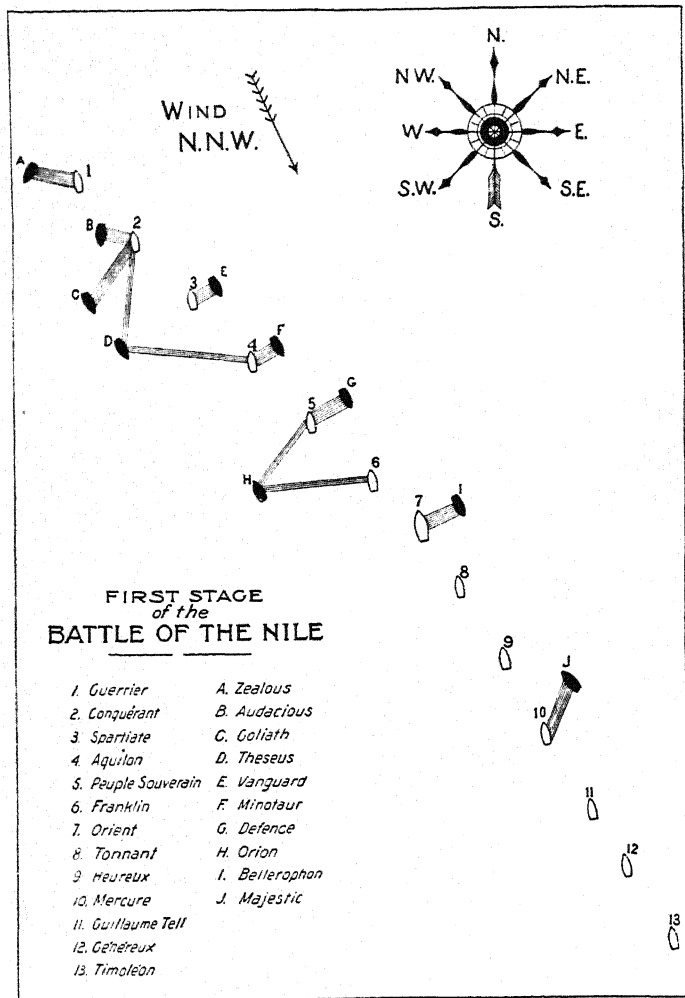 N.
N W.
N.E.
WIND
N.N.W.
W
E.
S.W.
S.E.
S.
A
1
B
2
C
3
E
D
4
F
5
G
H
6
7
I
8
9
J
10
11
12
13
FIRST STAGE
of the
BATTLE OF THE NILE
1. Guerrier
2. Conquérant
3. Spartiate
4. Aquilon
5. Peuple Souverain
6. Franklin
7. Orient
8. Tonnant
9 Heureux
10. Mercure
11. Guillaume Tell
12. Généreux
13. Timoléon
A. Zealous
B. Audacious
C. Goliath
D. Theseus
E. Vanguard
F. Minotaur
G. Defence
H. Orion
I. Bellerophon
J. Majestic